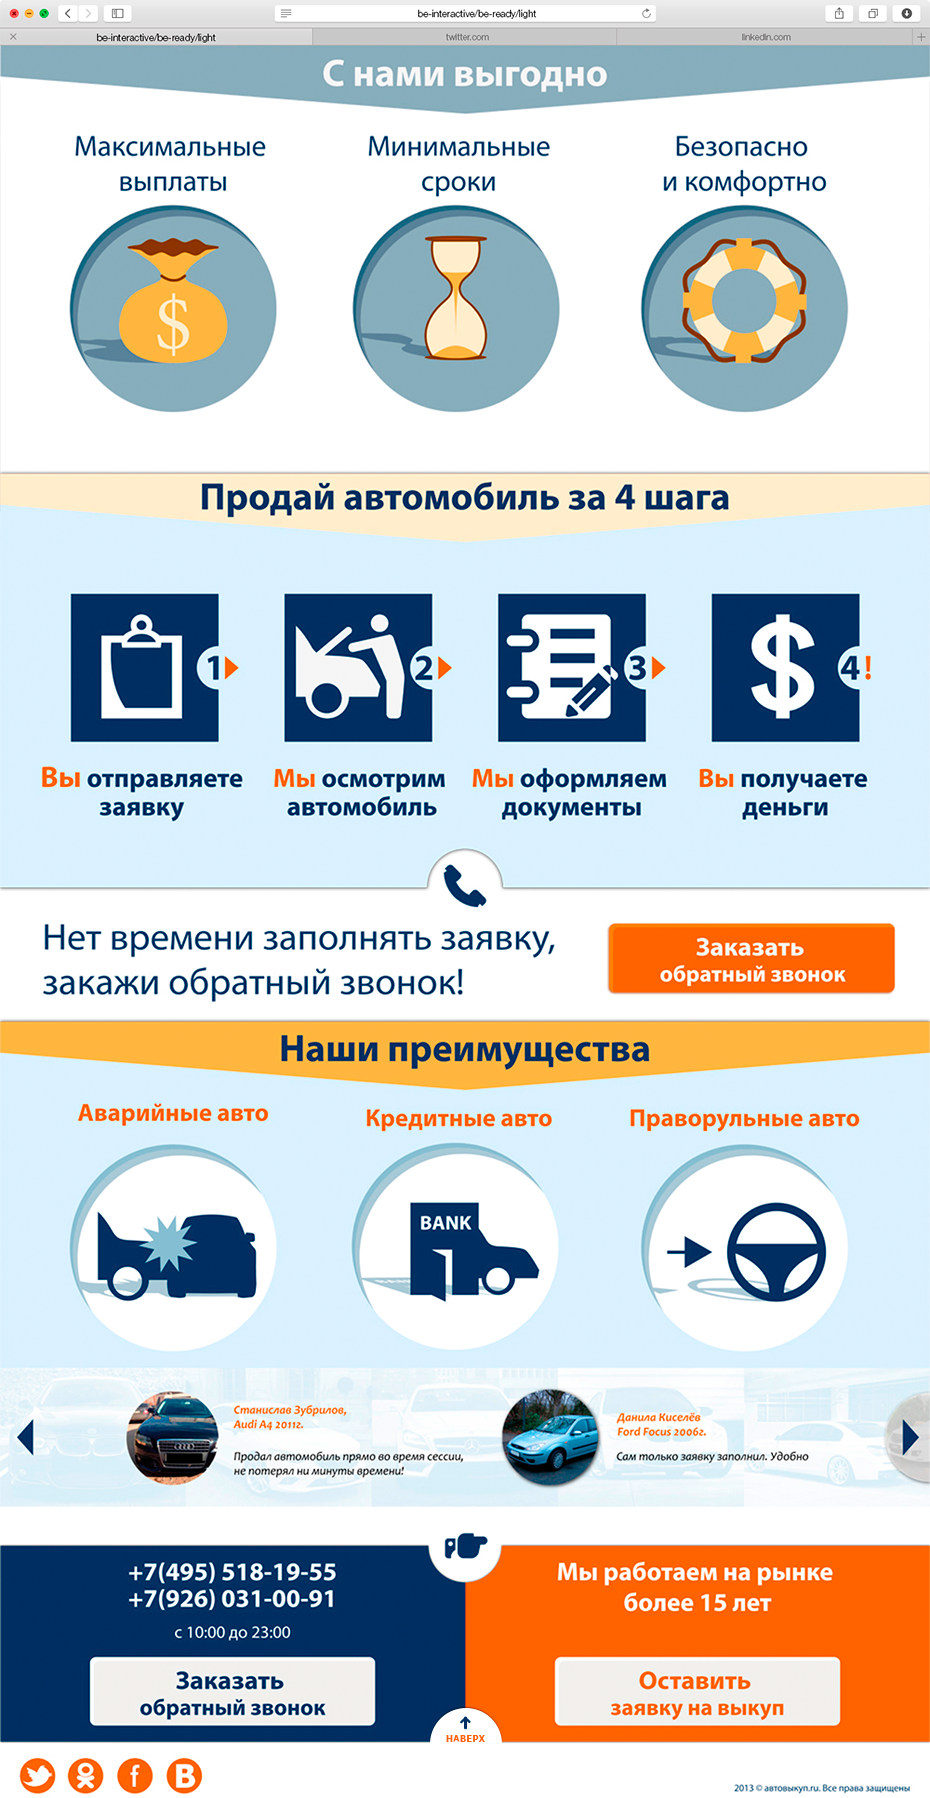 be-interactive/be-ready/light
be-interactive/be-ready/light
twitter.com
linkedin.com
С нами выгодно
Максимальные
выплаты
Минимальные
сроки
Безопасно
и комфортно
$
Продай автомобиль за 4 шага
1
2
3
$
4!
Вы отправляете
заявку
Мы осмотрим
автомобиль
Мы оформляем
документы
Вы получаете
деньги
Нет времени заполнять заявку,
закажи обратный звонок!
Заказать
обратный звонок
Наши преимущества
Аварийные авто
Кредитные авто
Праворульные авто
BANK
Станислав Зубрилов,
Audi A4 2011г.
Продал автомобиль прямо во время сессии,
не потерял ни минуты времени!
Данила Киселёв
Ford Focus 2006г.
Сам только заявку заполнил. Удобно
+7(495) 518-19-55
+7(926) 031-00-91
с 10:00 до 23:00
Заказать
обратный звонок
Мы работаем на рынке
более 15 лет
Оставить
заявку на выкуп
НАВЕРХ
2013 © автовыкуп.ru. Все права защищены